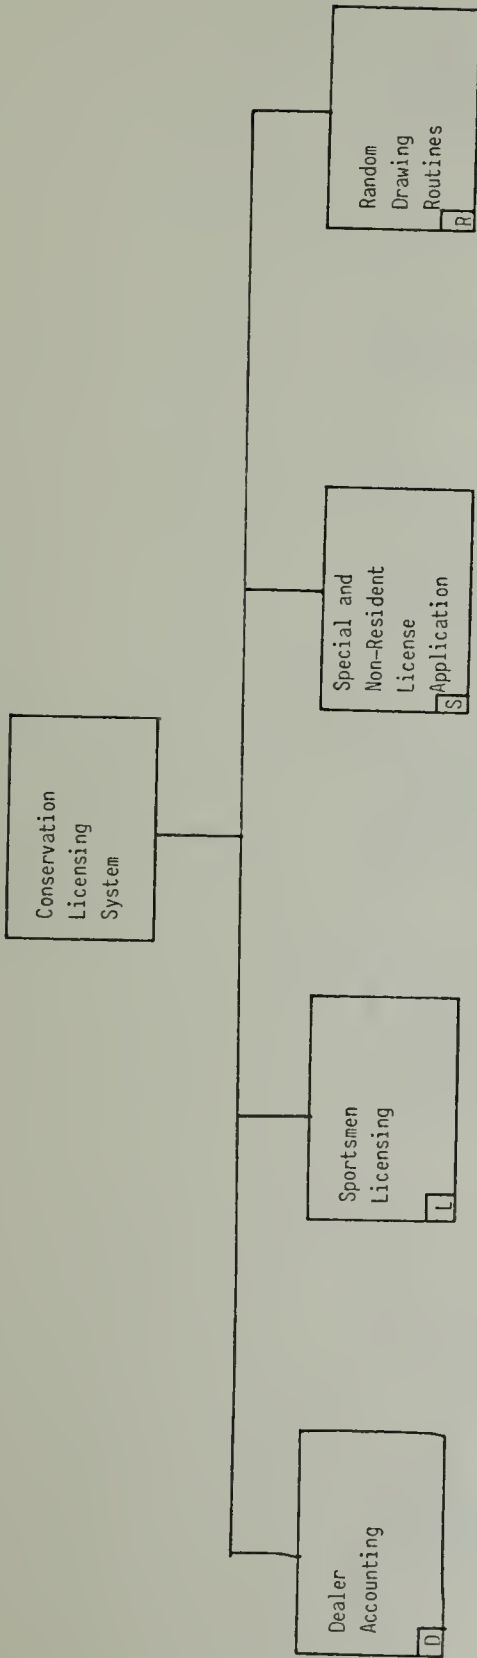 Conservation
Licensing
System
Dealer
Accounting
D
Sportsmen
Licensing
L
Special and
Non-Resident
License
Application
S
Random
Drawing
Routines
R